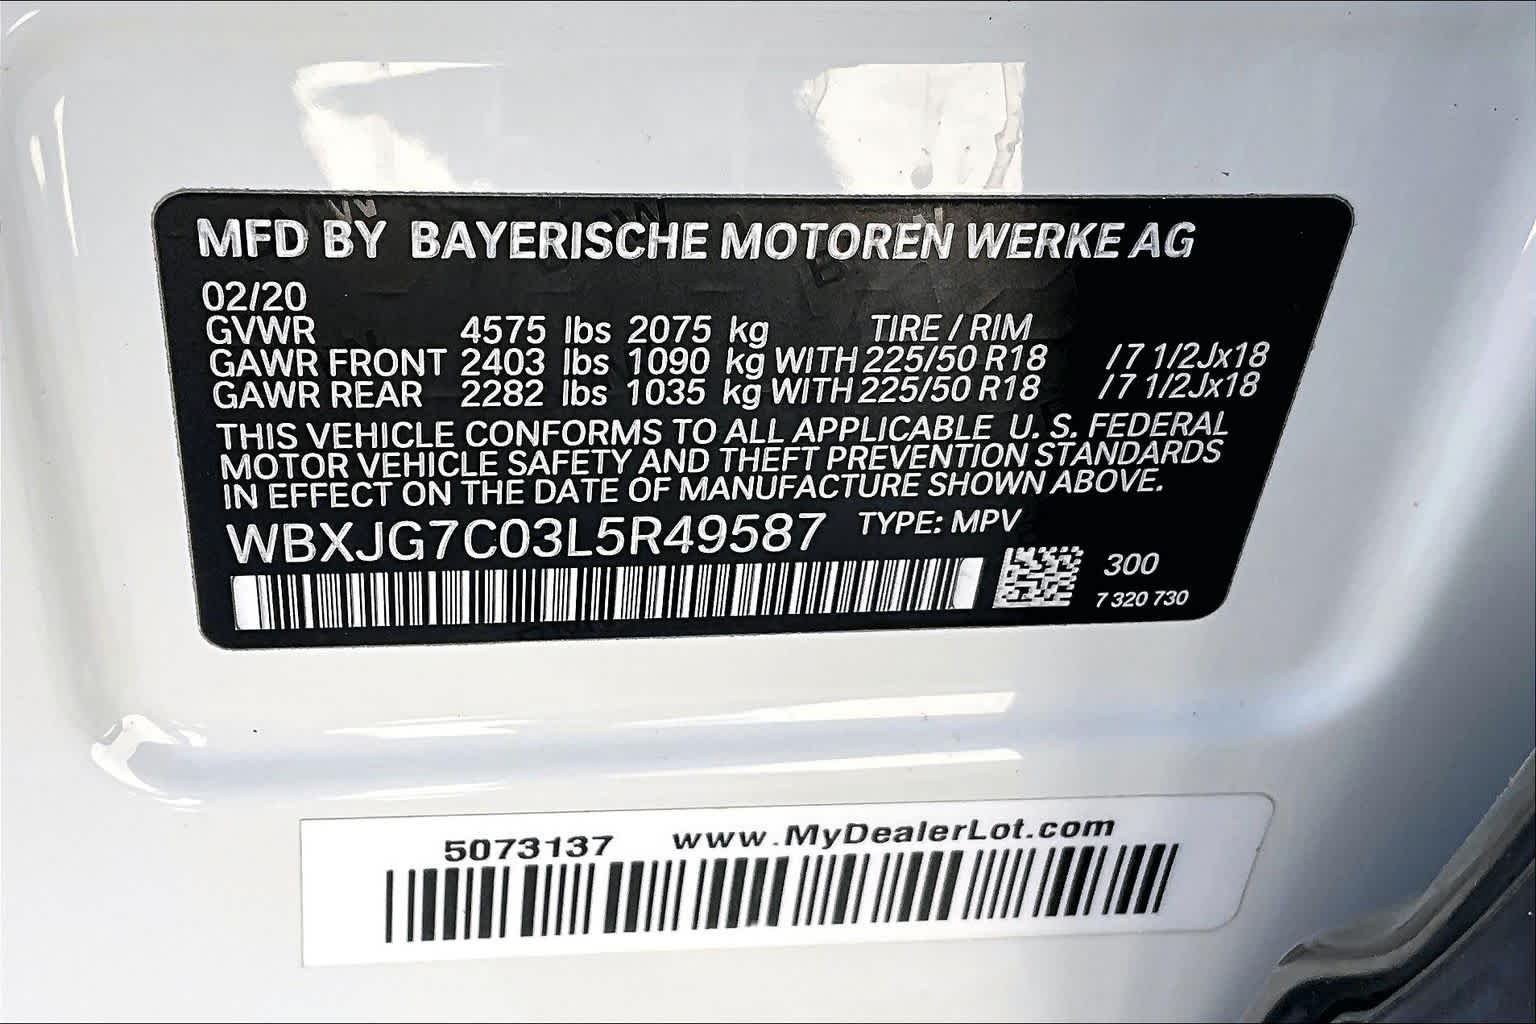 MFD BY BAYERISCHE MOTOREN WERKE AG
02/20
GVWR 4575 lbs 2075 kg TIRE / RIM
GAWR FRONT 2403 lbs 1090 kg WITH 225/50 R18 / 7 1/2Jx18
GAWR REAR 2282 lbs 1035 kg WITH 225/50 R18 / 7 1/2Jx18
THIS VEHICLE CONFORMS TO ALL APPLICABLE U. S. FEDERAL
MOTOR VEHICLE SAFETY AND THEFT PREVENTION STANDARDS
IN EFFECT ON THE DATE OF MANUFACTURE SHOWN ABOVE.
WBXJG7C03L5R49587 TYPE: MPV
300
7 320 730
5073137 www.MyDealerLot.com